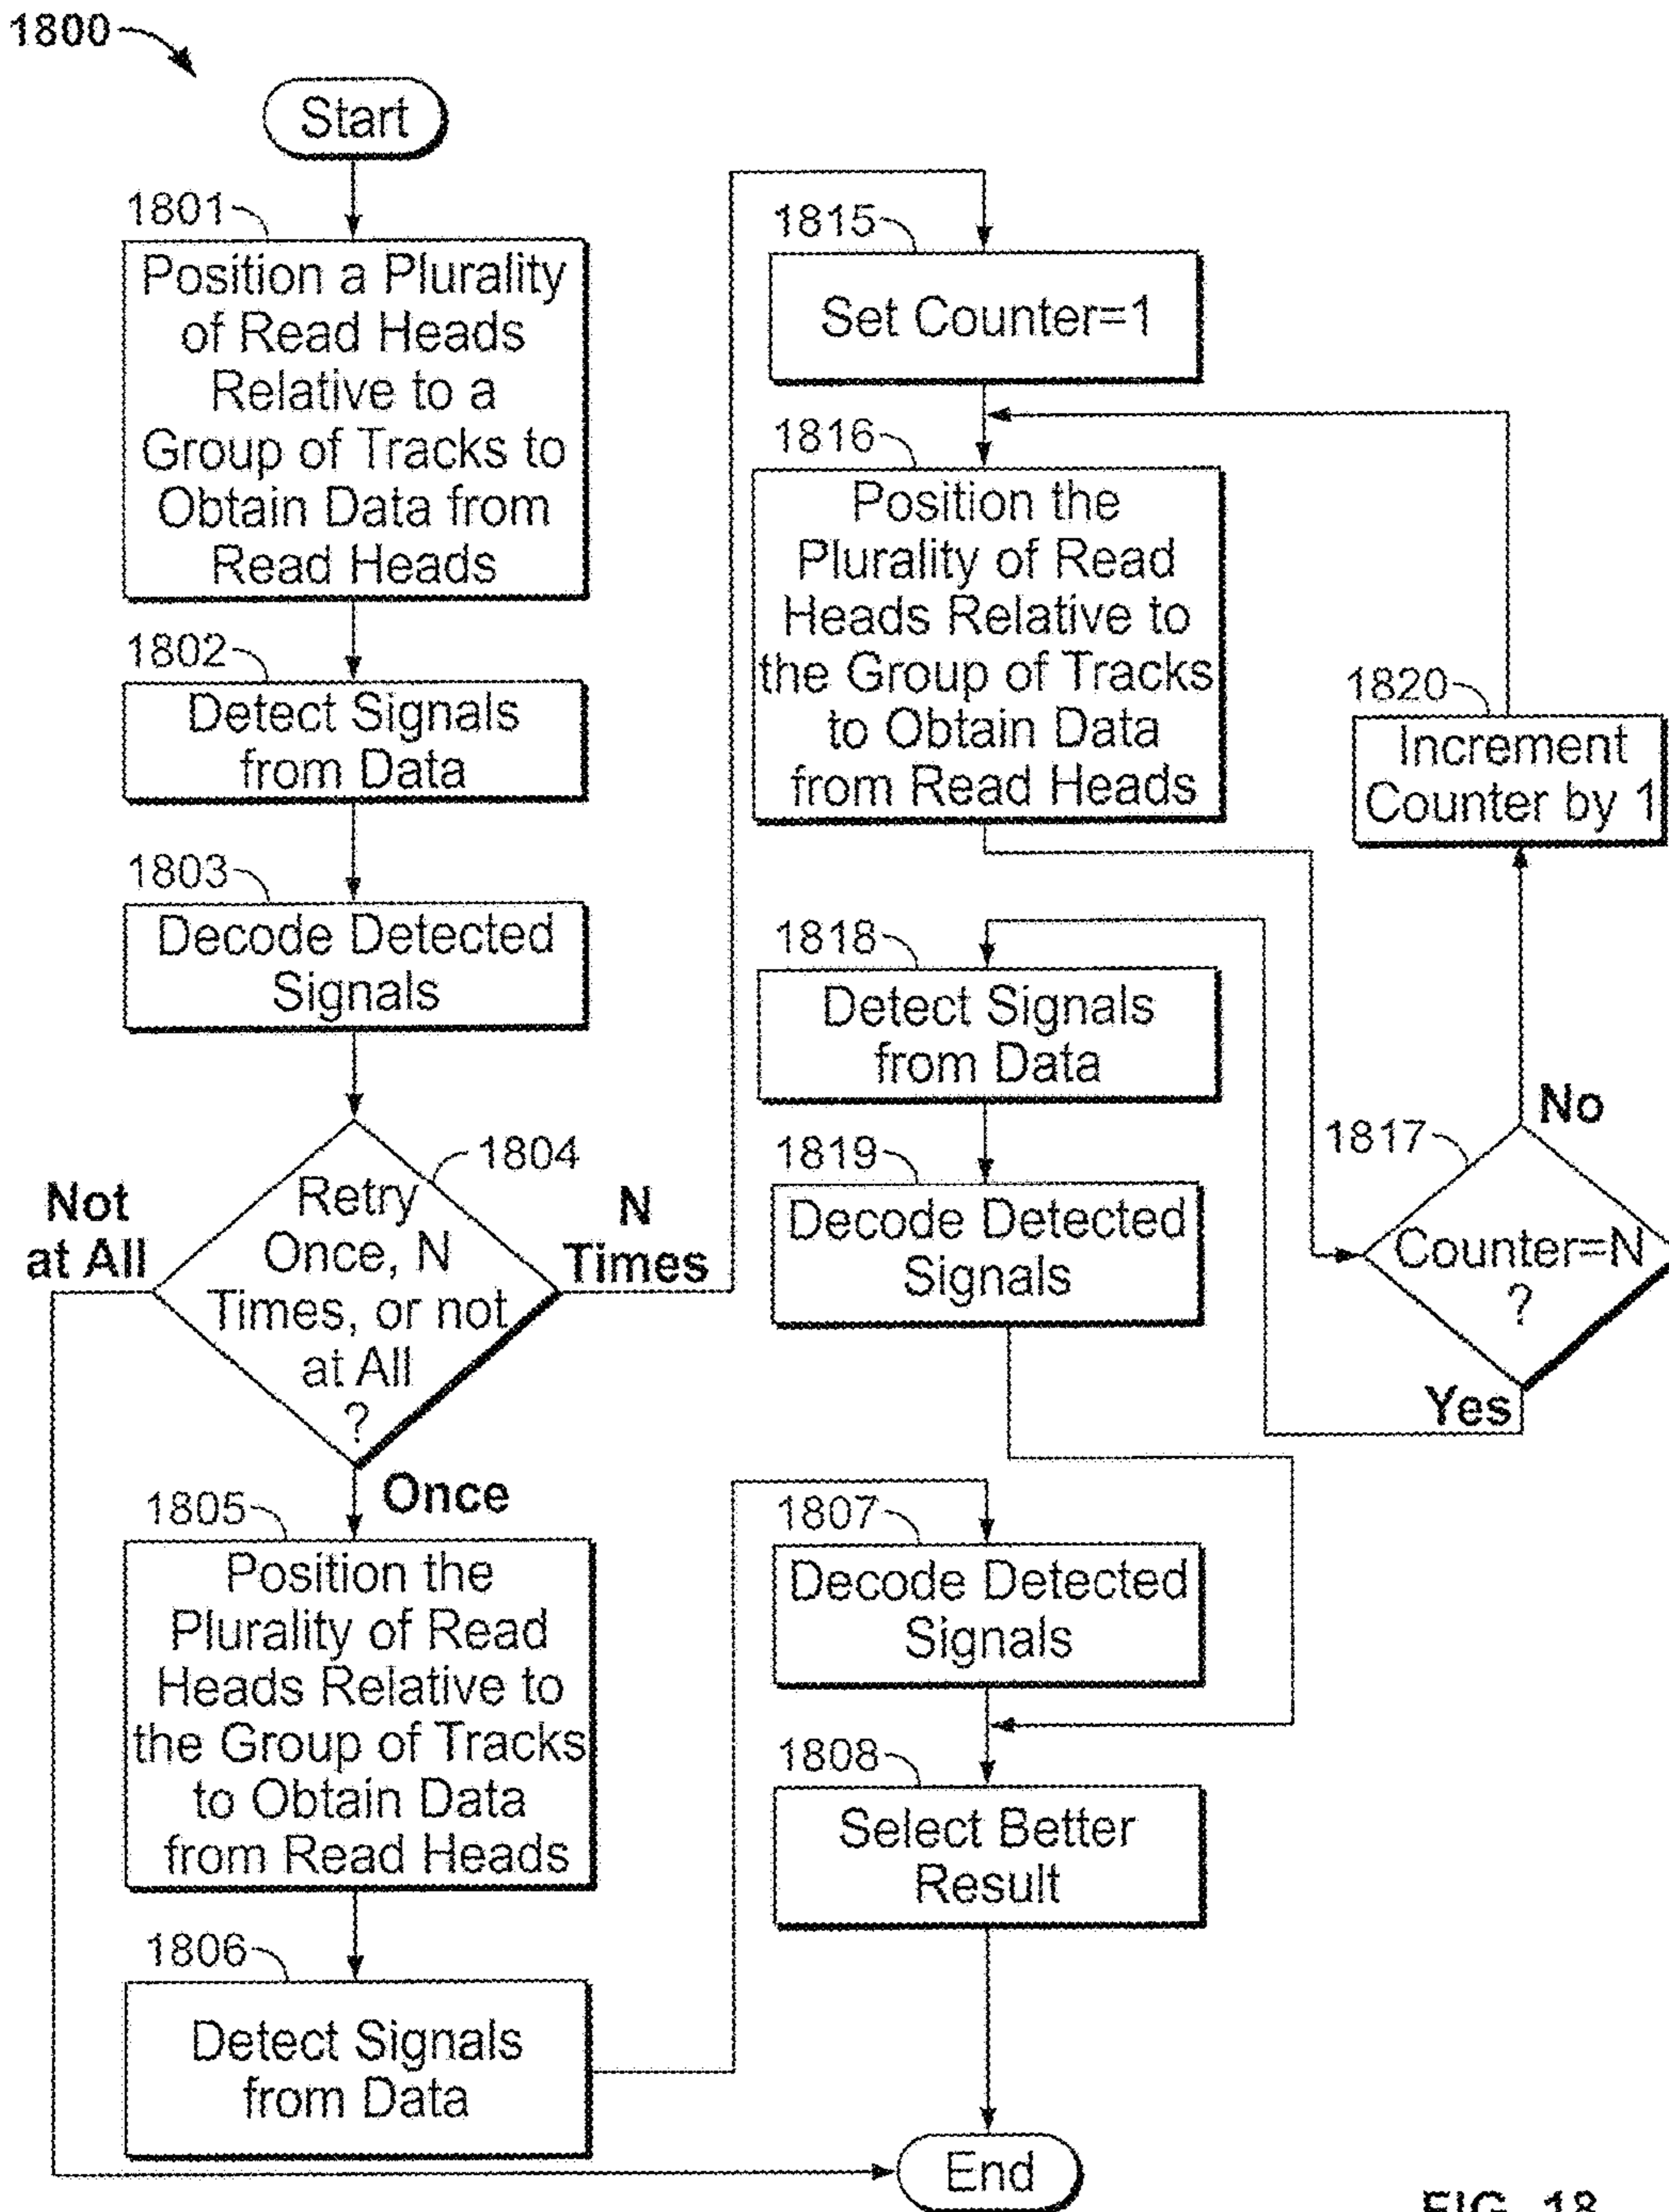 1800
Start
1801
Position a Plurality
of Read Heads
Relative to a
Group of Tracks to
Obtain Data from
Read Heads
1802
Detect Signals
from Data
1803
Decode Detected
Signals
1804
Retry
Once, N
Times, or not
at All
?
Not
at All
N
Times
Once
1805
Position the
Plurality of Read
Heads Relative to
the Group of Tracks
to Obtain Data
from Read Heads
1806
Detect Signals
from Data
1815
Set Counter=1
1816
Position the
Plurality of Read
Heads Relative to
the Group of Tracks
to Obtain Data
from Read Heads
1818
Detect Signals
from Data
1819
Decode Detected
Signals
1807
Decode Detected
Signals
1808
Select Better
Result
End
1820
Increment
Counter by 1
No
1817
Counter=N
?
Yes
FIG. 18